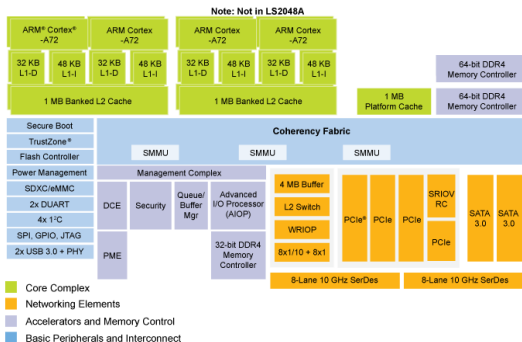 Note: Not in LS2048A
ARM® Cortex®
-A72
ARM Cortex
-A72
ARM Cortex
-A72
ARM Cortex
-A72
32 KB
L1-D
48 KB
L1-I
32 KB
L1-D
48 KB
L1-I
32 KB
L1-D
48 KB
L1-I
32 KB
L1-D
48 KB
L1-I
1 MB Banked L2 Cache
1 MB Banked L2 Cache
1 MB
Platform Cache
64-bit DDR4
Memory Controller
64-bit DDR4
Memory Controller
Secure Boot
TrustZone®
Flash Controller
Power Management
SDXC/eMMC
2x DUART
4x I²C
SPI, GPIO, JTAG
2x USB 3.0 + PHY
Coherency Fabric
SMMU
SMMU
SMMU
Management Complex
DCE
Security
Queue/
Buffer
Mgr
Advanced
I/O Processor
(AIOP)
PME
32-bit DDR4
Memory
Controller
4 MB Buffer
L2 Switch
WRIOP
8x1/10 + 8x1
PCIe®
PCIe
PCIe
SRIOV
RC
PCIe
SATA
3.0
SATA
3.0
8-Lane 10 GHz SerDes
8-Lane 10 GHz SerDes
Core Complex
Networking Elements
Accelerators and Memory Control
Basic Peripherals and Interconnect